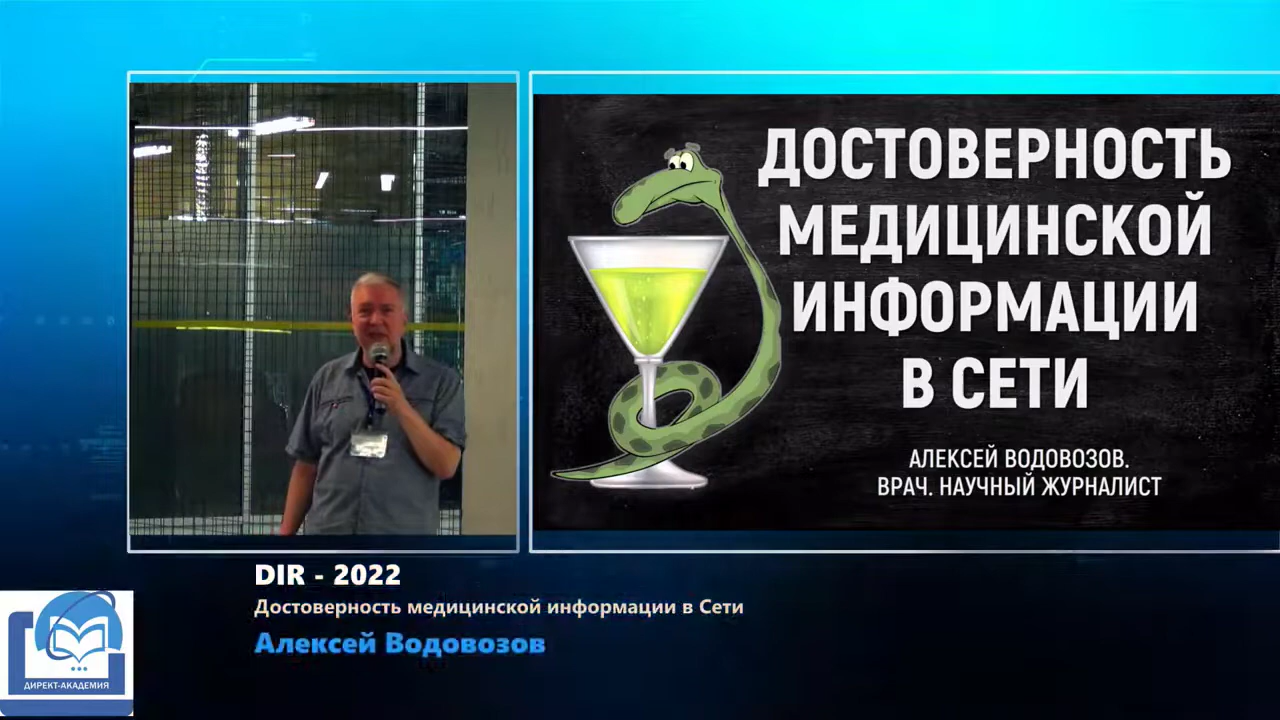 ДОСТОВЕРНОСТЬ
МЕДИЦИНСКОЙ
ИНФОРМАЦИИ
В СЕТИ
АЛЕКСЕЙ ВОДОВОЗОВ.
ВРАЧ. НАУЧНЫЙ ЖУРНАЛИСТ
DIR - 2022
Достоверность медицинской информации в Сети
Алексей Водовозов
ДИРЕКТ-АКАДЕМИЯ